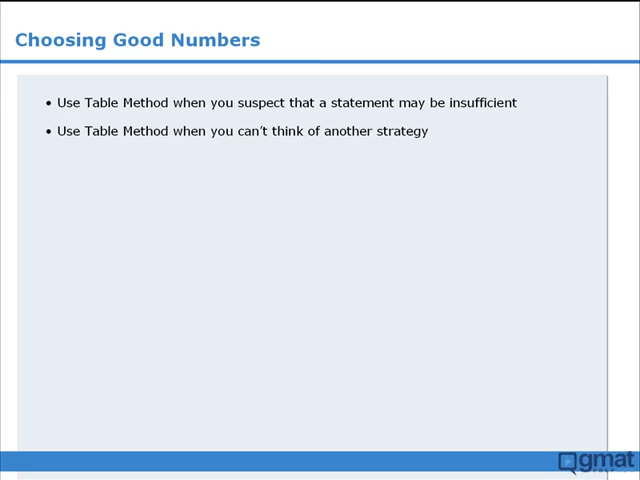 Choosing Good Numbers
• Use Table Method when you suspect that a statement may be insufficient
• Use Table Method when you can't think of another strategy
gmat